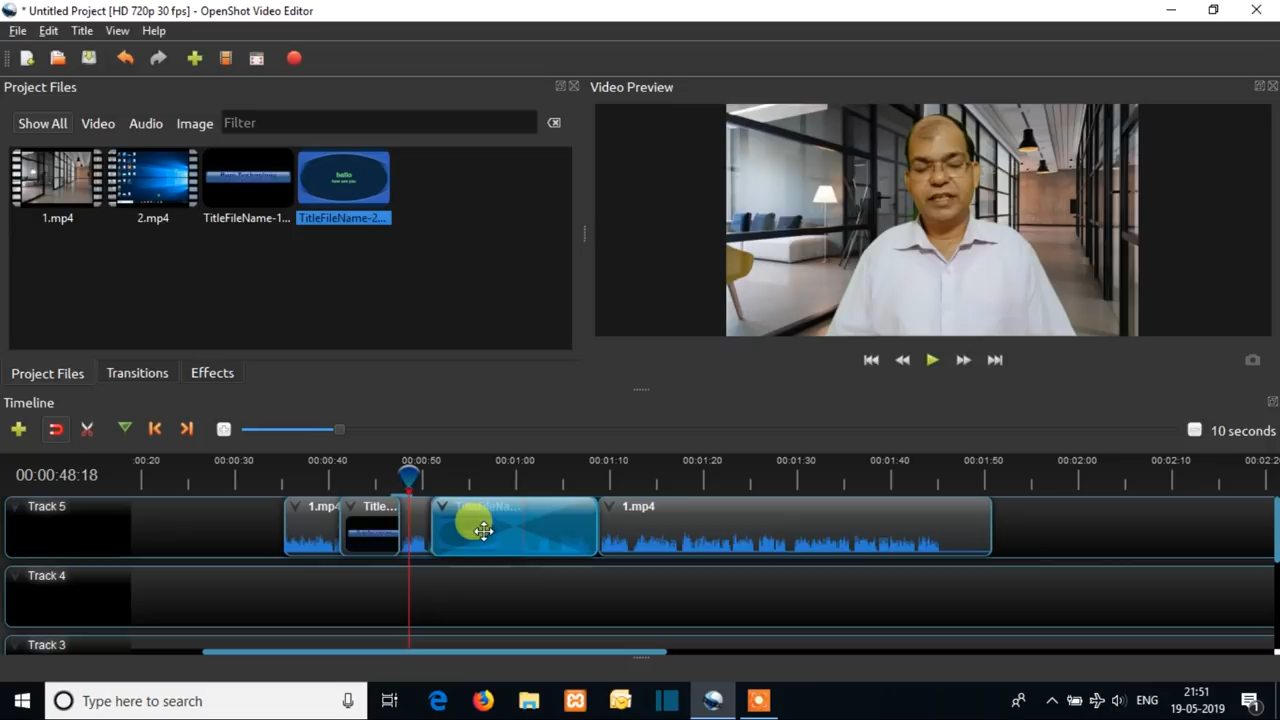 * Untitled Project [HD 720p 30 fps] - OpenShot Video Editor
File Edit Title View Help
Project Files
Video Preview
Show All Video Audio Image Filter
hello
how are you
1.mp4 2.mp4 TitleFileName-1... TitleFileName-2...
Project Files Transitions Effects
Timeline
10 seconds
00:00:48:18
:00:20 00:00:30 00:00:40 00:00:50 00:01:00 00:01:10 00:01:20 00:01:30 00:01:40 00:01:50 00:02:00 00:02:10 00:02:2
Track 5 1.mp4 Title... 1.mp4
Track 4
Track 3
Type here to search
ENG
21:51
19-05-2019
1